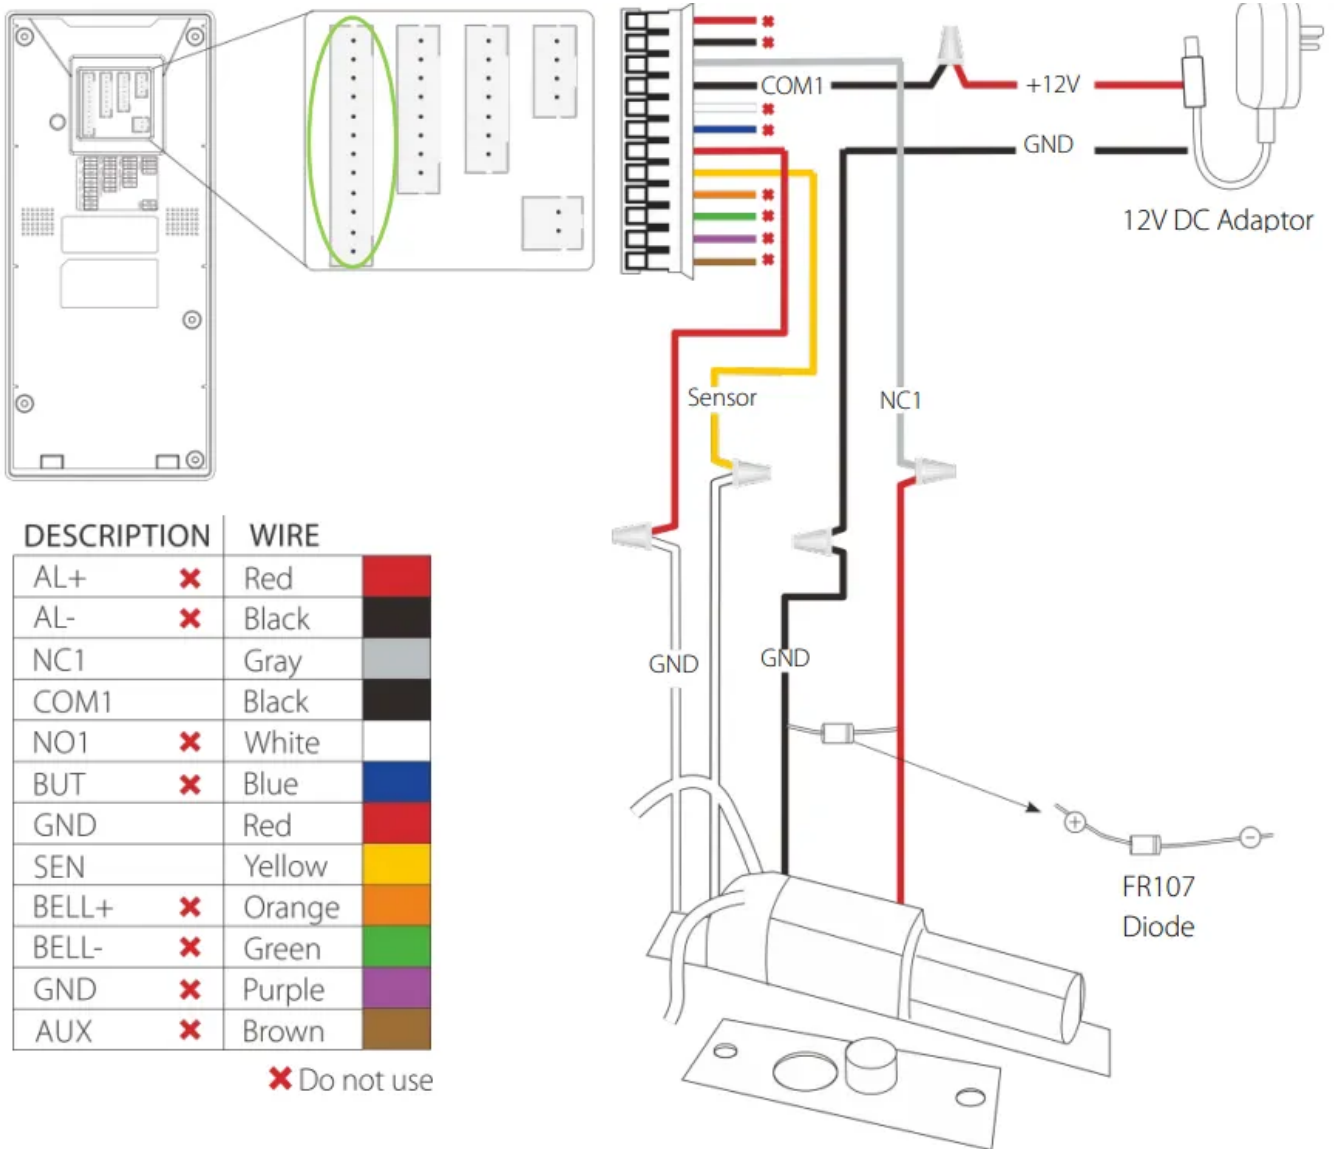 COM1
+12V
GND
12V DC Adaptor
Sensor
NC1
GND
GND
+
−
FR107
Diode
DESCRIPTION WIRE
AL+ ✖ Red
AL- ✖ Black
NC1 Gray
COM1 Black
NO1 ✖ White
BUT ✖ Blue
GND Red
SEN Yellow
BELL+ ✖ Orange
BELL- ✖ Green
GND ✖ Purple
AUX ✖ Brown
✖ Do not use